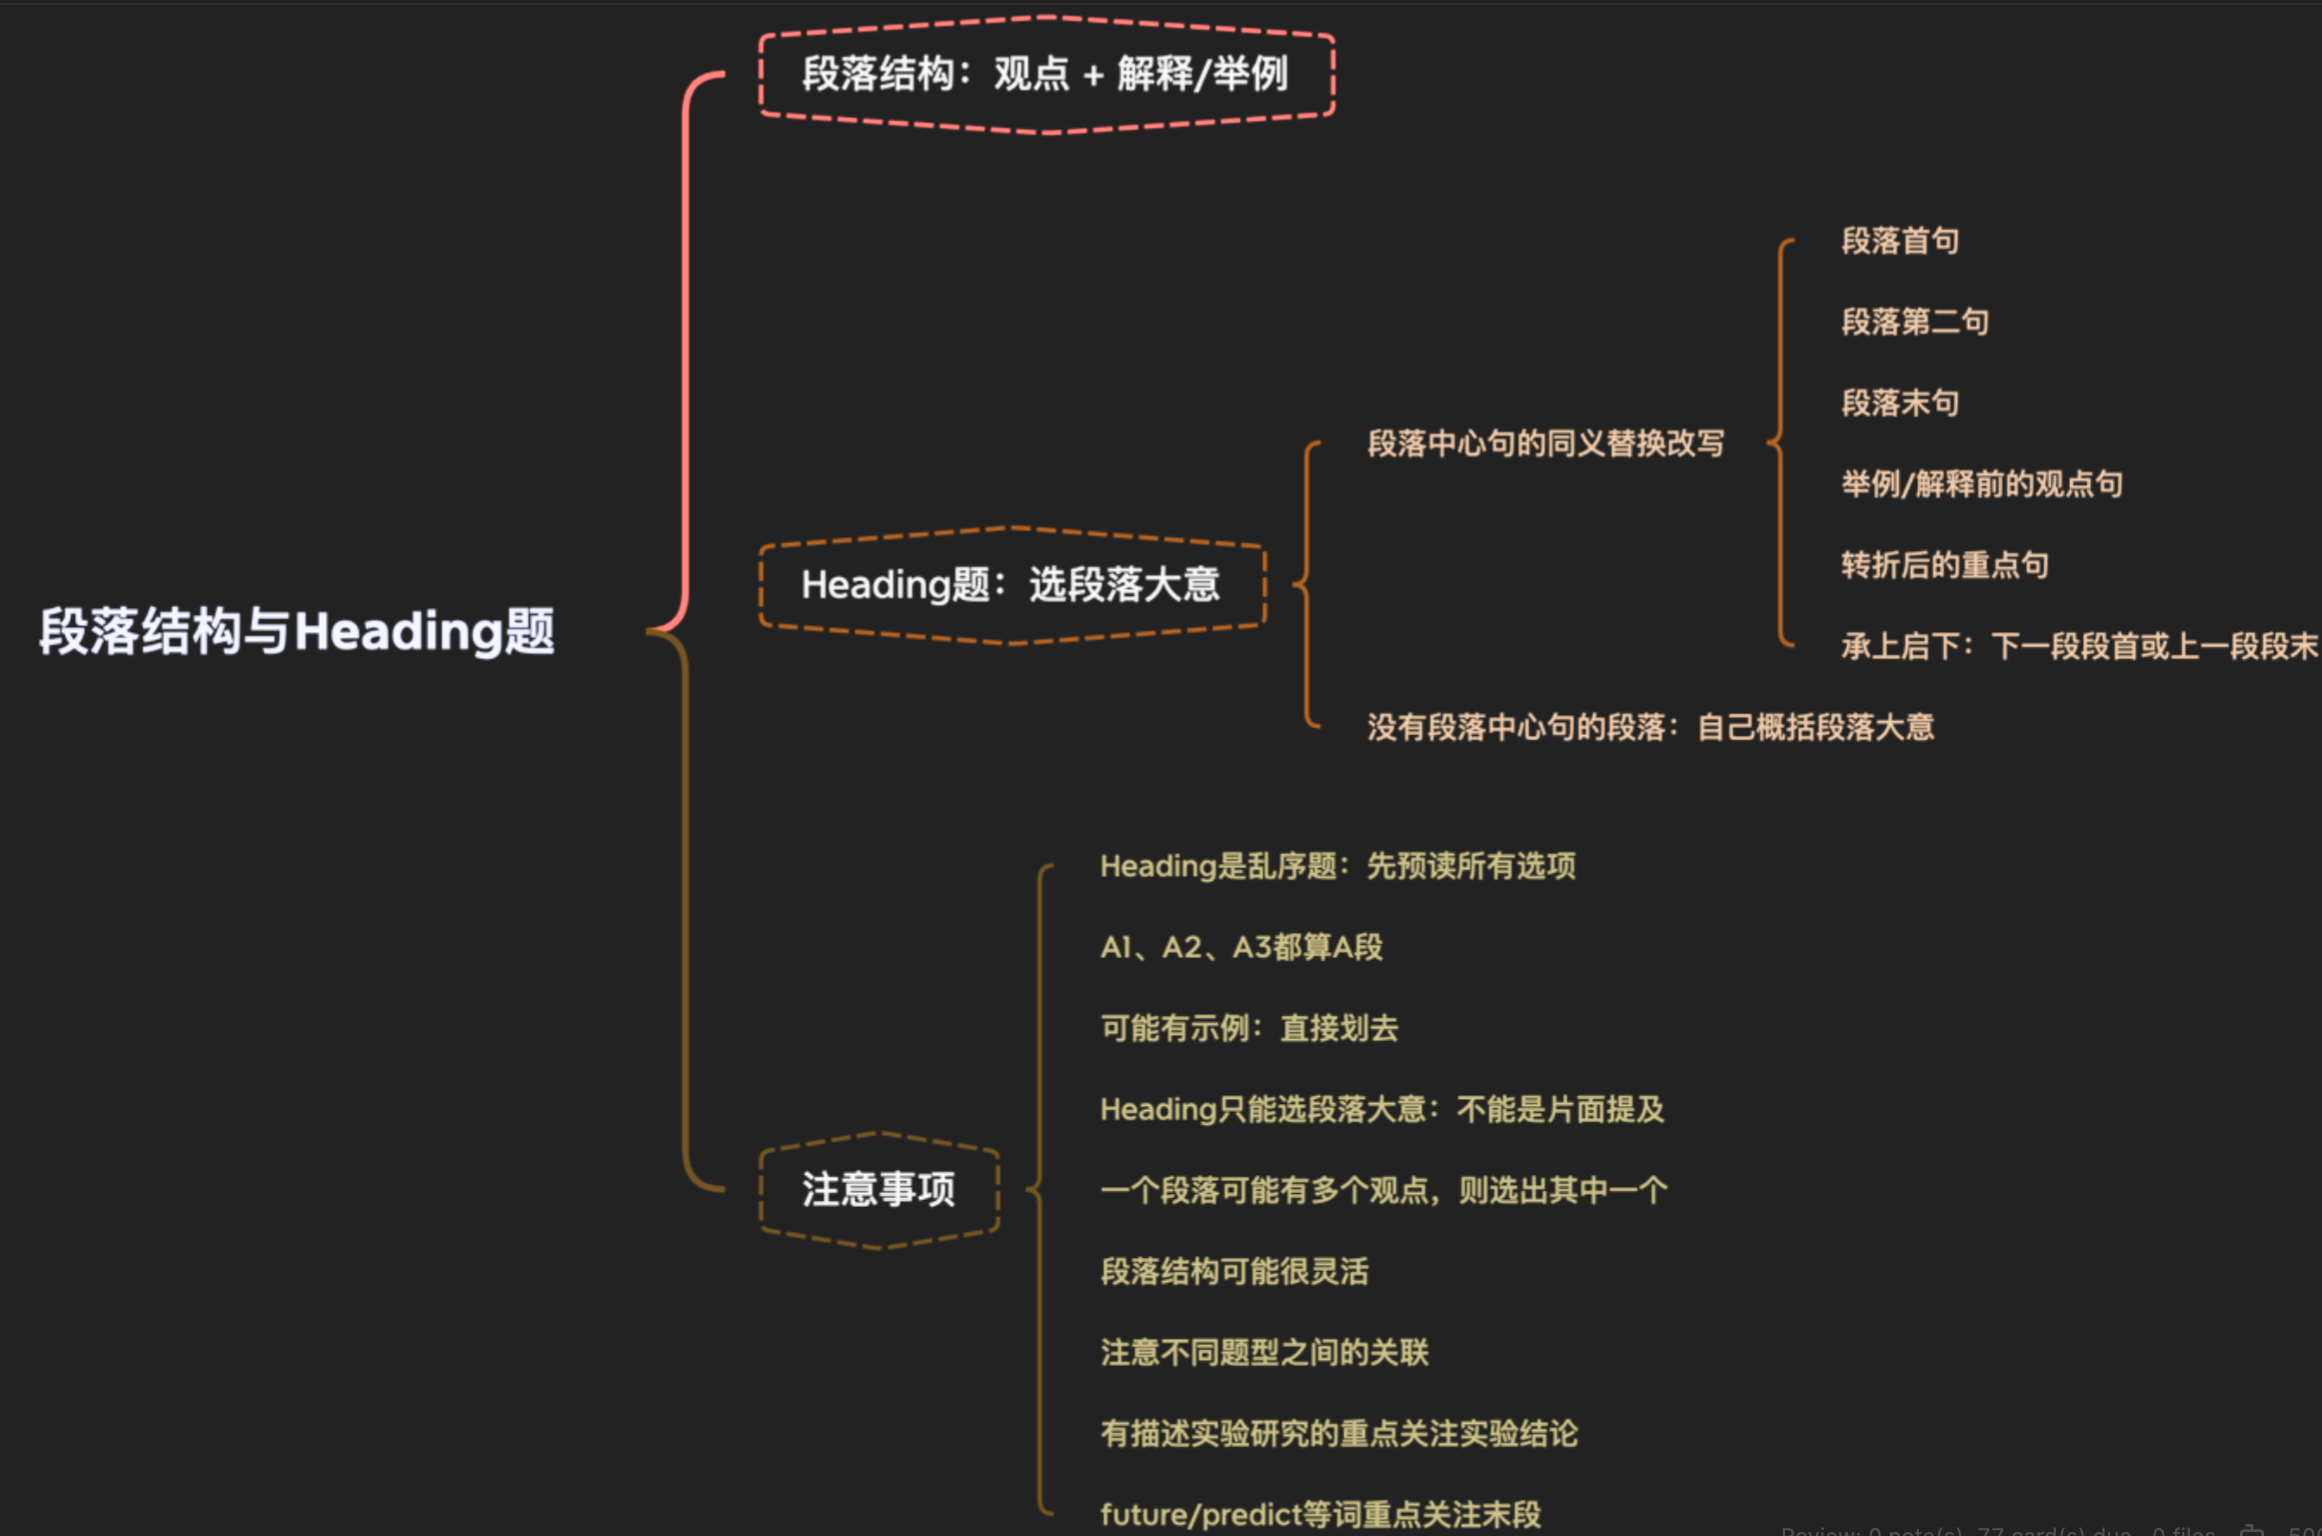 段落结构：观点 + 解释/举例
段落首句
段落第二句
段落末句
段落中心句的同义替换改写
举例/解释前的观点句
转折后的重点句
Heading题：选段落大意
段落结构与Heading题
承上启下：下一段段首或上一段段末
没有段落中心句的段落：自己概括段落大意
Heading是乱序题：先预读所有选项
A1、A2、A3都算A段
可能有示例：直接划去
Heading只能选段落大意：不能是片面提及
注意事项
一个段落可能有多个观点，则选出其中一个
段落结构可能很灵活
注意不同题型之间的关联
有描述实验研究的重点关注实验结论
future/predict等词重点关注末段